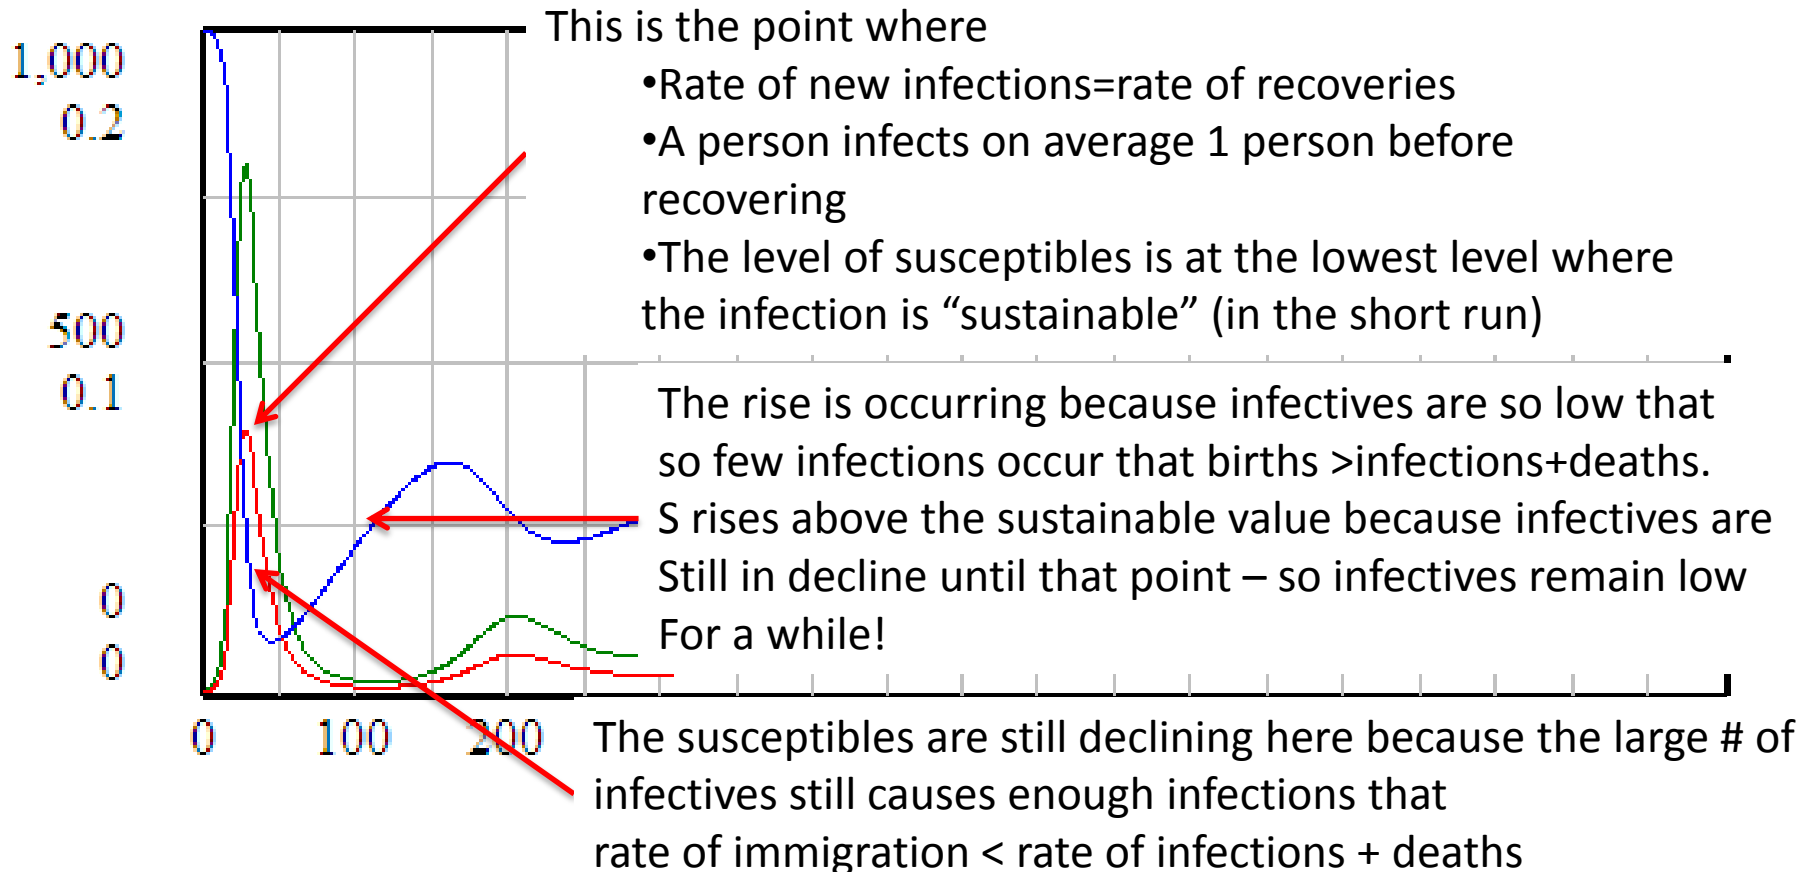 This is the point where
•Rate of new infections=rate of recoveries
•A person infects on average 1 person before
recovering
•The level of susceptibles is at the lowest level where
the infection is “sustainable” (in the short run)
1,000
0.2
500
0.1
0
0
The rise is occurring because infectives are so low that
so few infections occur that births >infections+deaths.
S rises above the sustainable value because infectives are
Still in decline until that point – so infectives remain low
For a while!
0 100 200
The susceptibles are still declining here because the large # of
infectives still causes enough infections that
rate of immigration < rate of infections + deaths